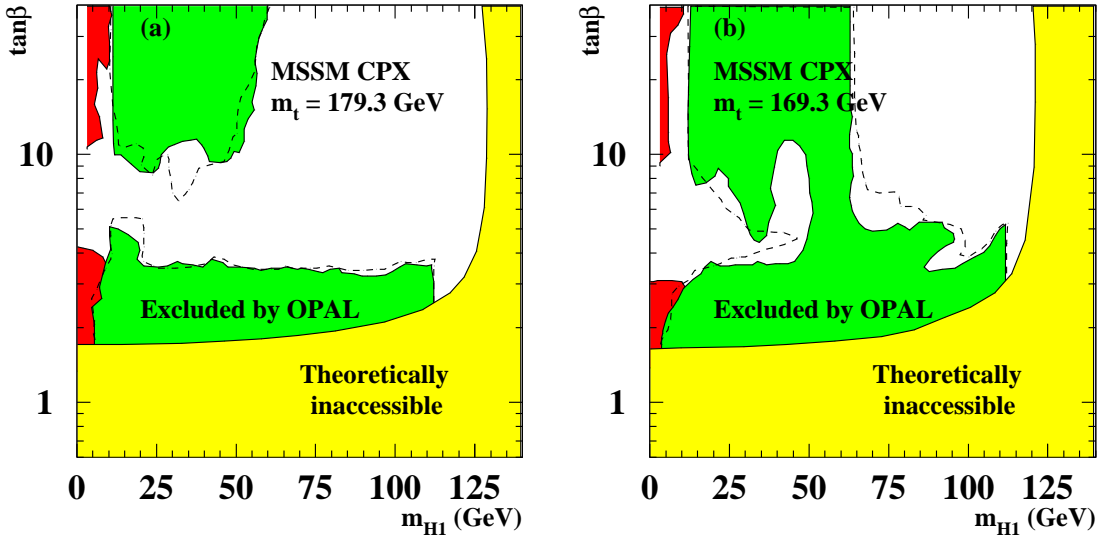 tanβ
(a)
MSSM CPX
m_t = 179.3 GeV
10
Excluded by OPAL
Theoretically
inaccessible
1
0 25 50 75 100 125
m_H1 (GeV)
tanβ
(b)
MSSM CPX
m_t = 169.3 GeV
10
Excluded by OPAL
Theoretically
inaccessible
1
0 25 50 75 100 125
m_H1 (GeV)